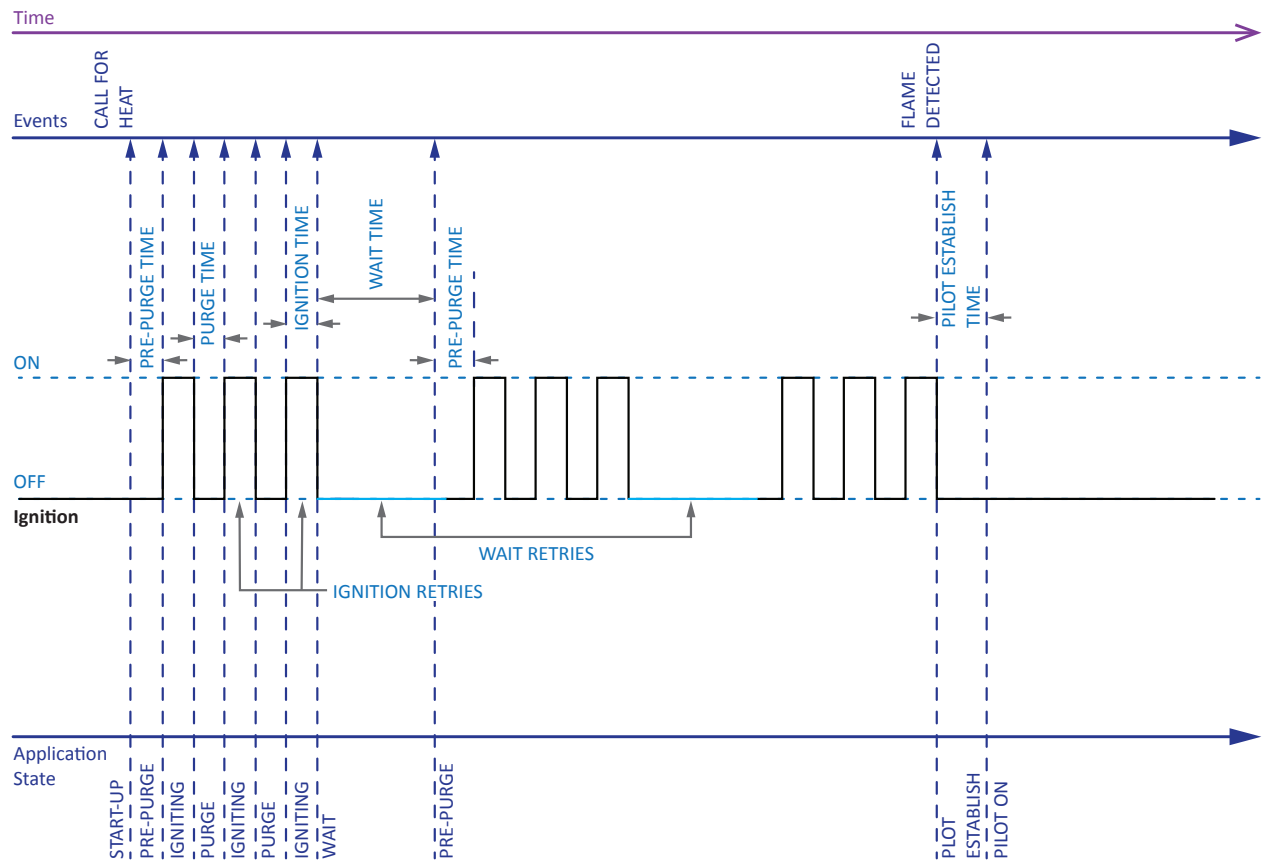 Time
CALL FOR
HEAT
FLAME
DETECTED
Events
PRE-PURGE TIME
PURGE TIME
IGNITION TIME
WAIT TIME
PRE-PURGE TIME
PILOT ESTABLISH
TIME
ON
OFF
Ignition
WAIT RETRIES
IGNITION RETRIES
Application
State
START-UP
PRE-PURGE
IGNITING
PURGE
IGNITING
PURGE
IGNITING
WAIT
PRE-PURGE
PLOT
ESTABLISH
PILOT ON